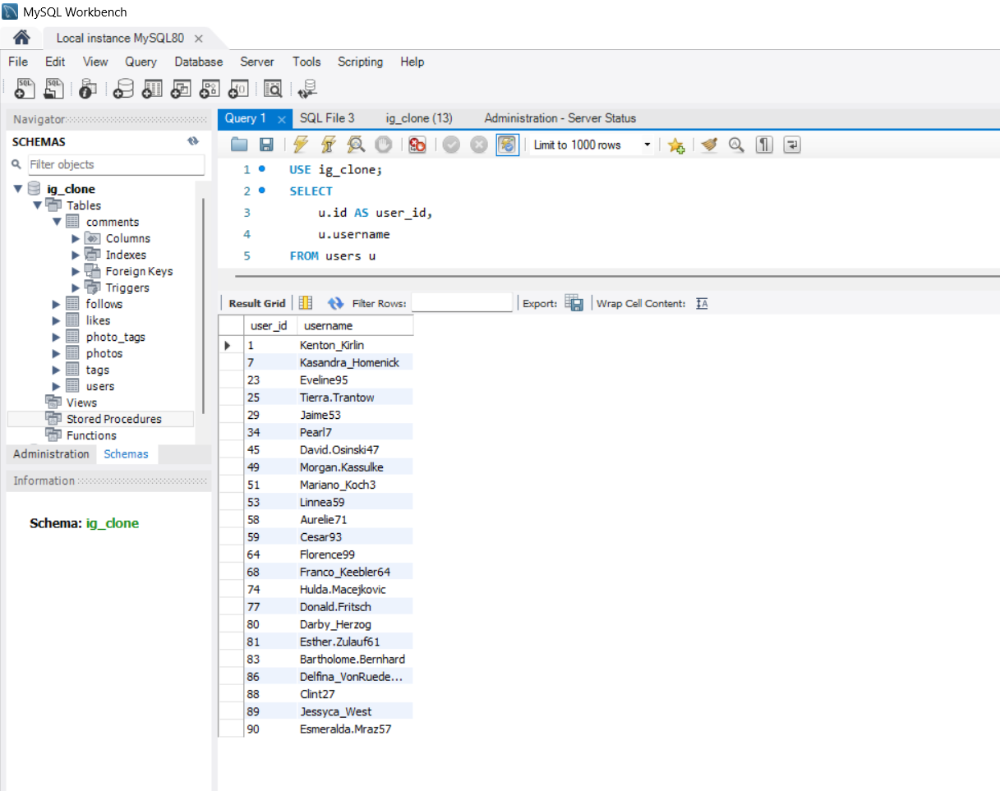 MySQL Workbench
Local instance MySQL80
File Edit View Query Database Server Tools Scripting Help
SQL SQL
Navigator
SCHEMAS
Filter objects
ig_clone
Tables
comments
Columns
Indexes
Foreign Keys
Triggers
follows
likes
photo_tags
photos
tags
users
Views
Stored Procedures
Functions
Administration Schemas
Information
Schema: ig_clone
Query 1 SQL File 3 ig_clone (13) Administration - Server Status
Limit to 1000 rows
1 USE ig_clone;
2 SELECT
3 u.id AS user_id,
4 u.username
5 FROM users u
Result Grid Filter Rows: Export: Wrap Cell Content:
user_id username
1 Kenton_Kirlin
7 Kasandra_Homenick
23 Eveline95
25 Tierra.Trantow
29 Jaime53
34 Pearl7
45 David.Osinski47
49 Morgan.Kassulke
51 Mariano_Koch3
53 Linnea59
58 Aurelie71
59 Cesar93
64 Florence99
68 Franco_Keebler64
74 Hulda.Macejkovic
77 Donald.Fritsch
80 Darby_Herzog
81 Esther.Zulauf61
83 Bartholome.Bernhard
86 Delfina_VonRuede...
88 Clint27
89 Jessyca_West
90 Esmeralda.Mraz57